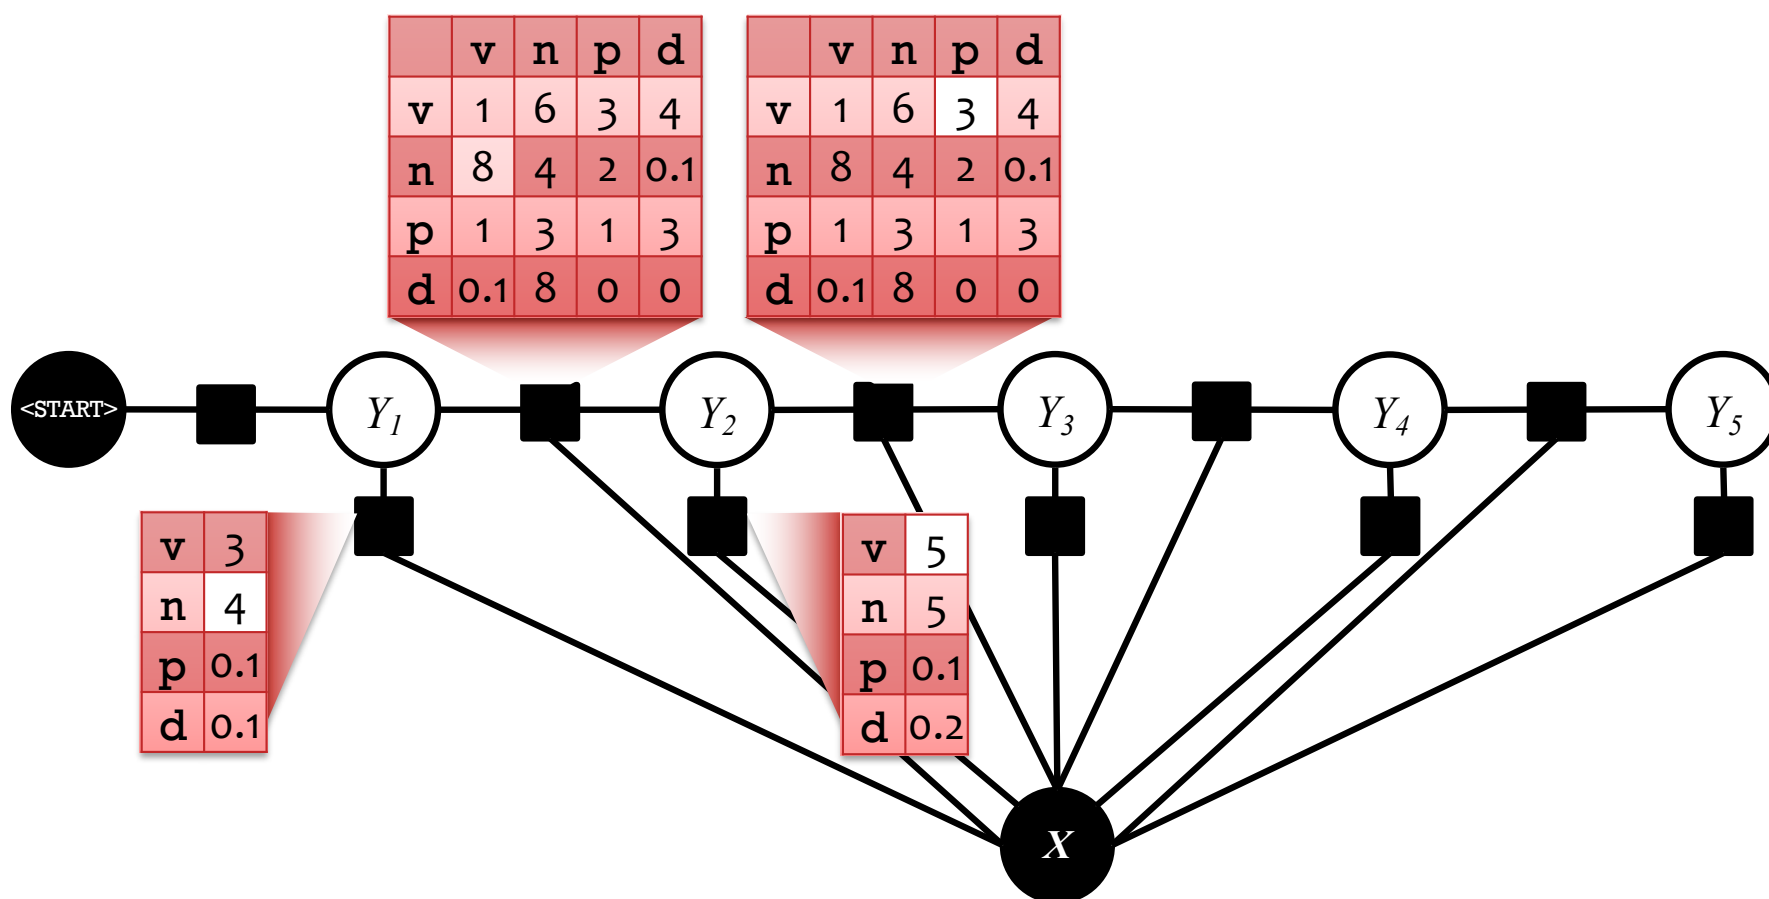 v n p d
v 1 6 3 4
n 8 4 2 0.1
p 1 3 1 3
d 0.1 8 0 0
v n p d
v 1 6 3 4
n 8 4 2 0.1
p 1 3 1 3
d 0.1 8 0 0
<START>
Y1
Y2
Y3
Y4
Y5
v 3
n 4
p 0.1
d 0.1
v 5
n 5
p 0.1
d 0.2
X